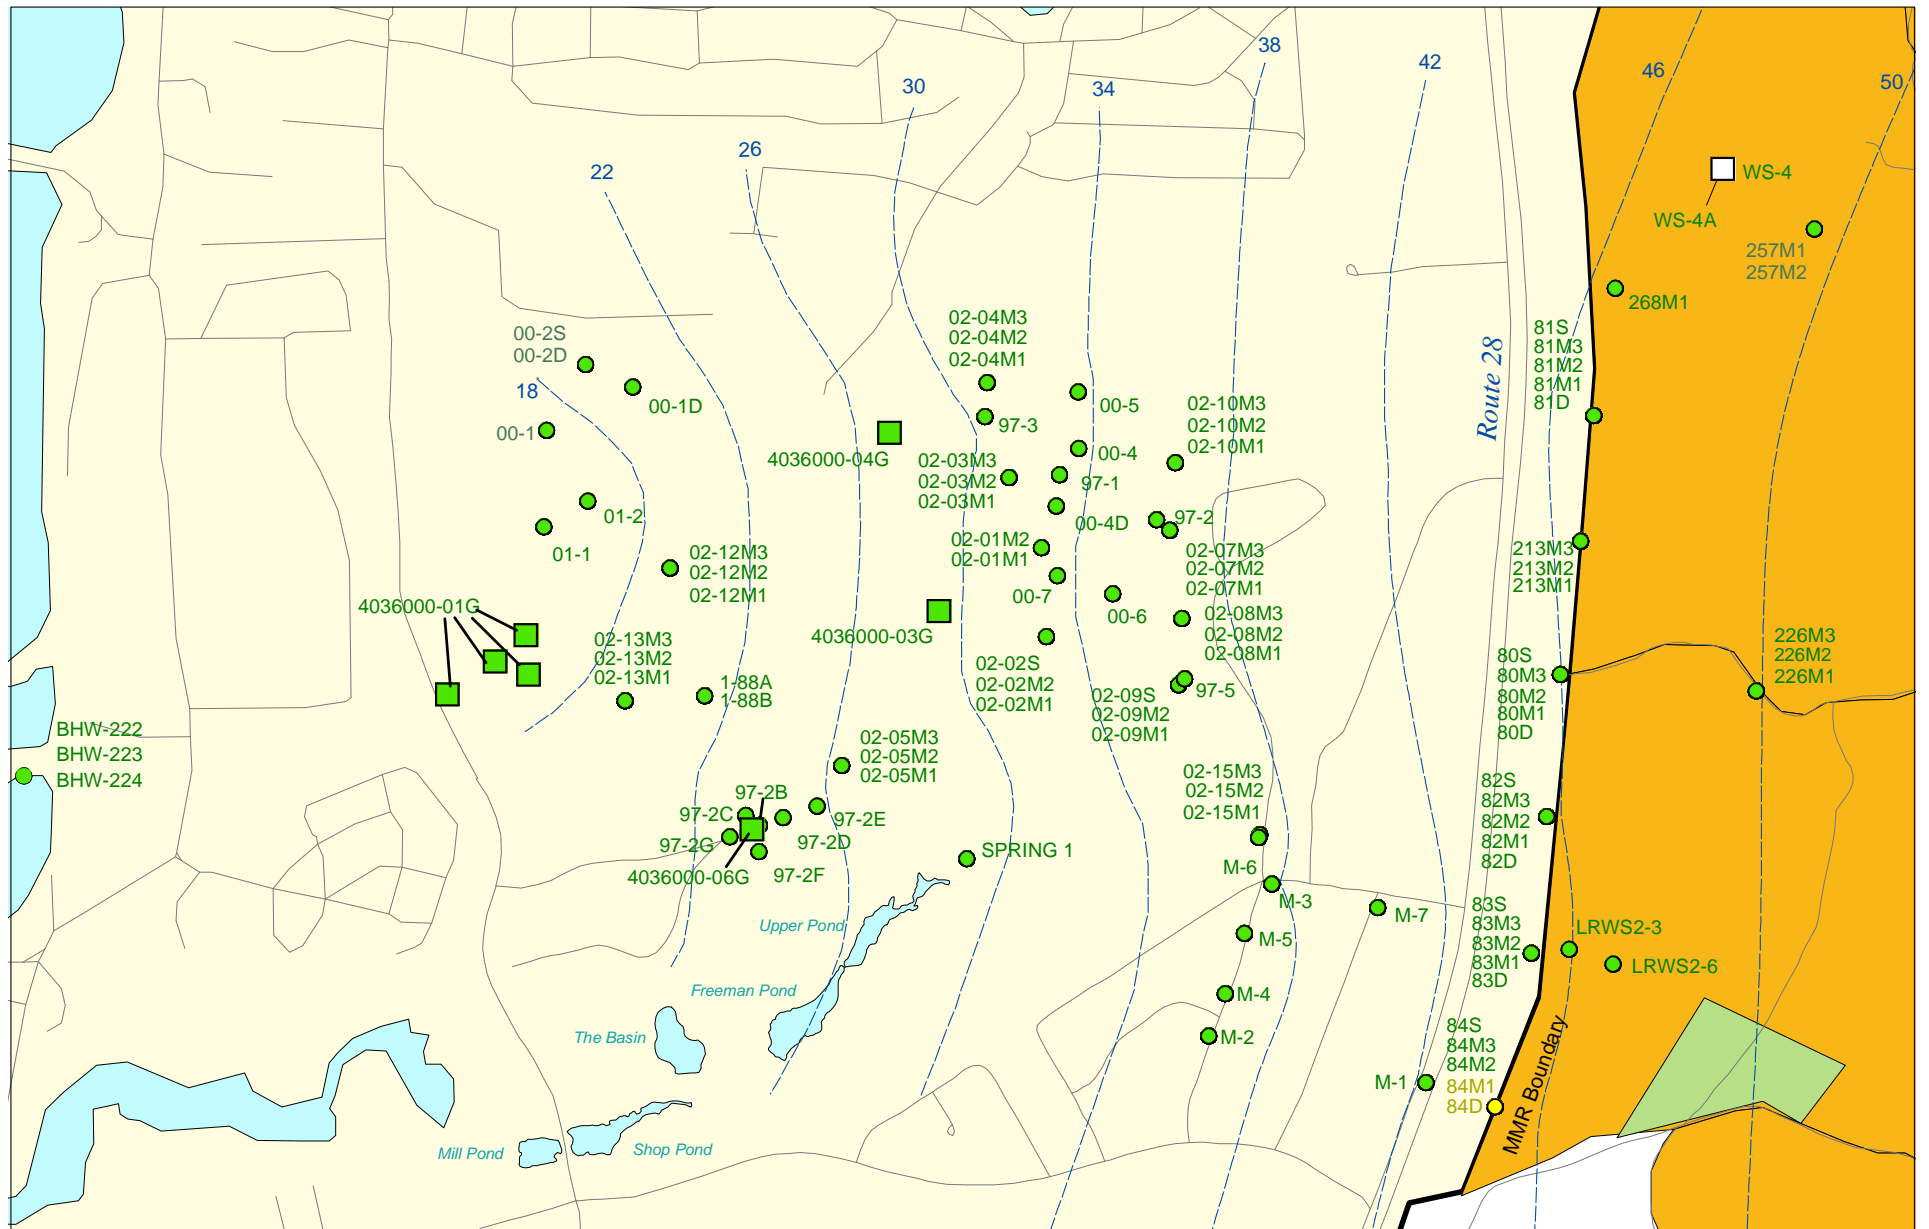 38
42
46
50
30
34
26
22
WS-4
WS-4A
257M1
257M2
268M1
Route 28
02-04M3
02-04M2
02-04M1
00-2S
00-2D
18
00-1D
00-1
00-5
97-3
02-10M3
02-10M2
02-10M1
81S
81M3
81M2
81M1
81D
4036000-04G
00-4
02-03M3
02-03M2
02-03M1
97-1
00-4D
97-2
01-2
01-1
02-01M2
02-01M1
02-07M3
02-07M2
02-07M1
213M3
213M2
213M1
02-12M3
02-12M2
02-12M1
00-7
00-6
4036000-01G
4036000-03G
02-08M3
02-08M2
02-08M1
02-13M3
02-13M2
02-13M1
1-88A
1-88B
02-02S
02-02M2
02-02M1
97-5
02-09S
02-09M2
02-09M1
80S
80M3
80M2
80M1
80D
226M3
226M2
226M1
BHW-222
BHW-223
BHW-224
02-05M3
02-05M2
02-05M1
02-15M3
02-15M2
02-15M1
82S
82M3
82M2
82M1
82D
97-2B
97-2C
97-2E
97-2D
97-2G
97-2F
4036000-06G
SPRING 1
M-6
M-3
M-7
M-5
83S
83M3
83M2
83M1
83D
LRWS2-3
LRWS2-6
Upper Pond
Freeman Pond
M-4
M-2
The Basin
84S
84M3
84M2
84M1
84D
M-1
MMR Boundary
Mill Pond
Shop Pond